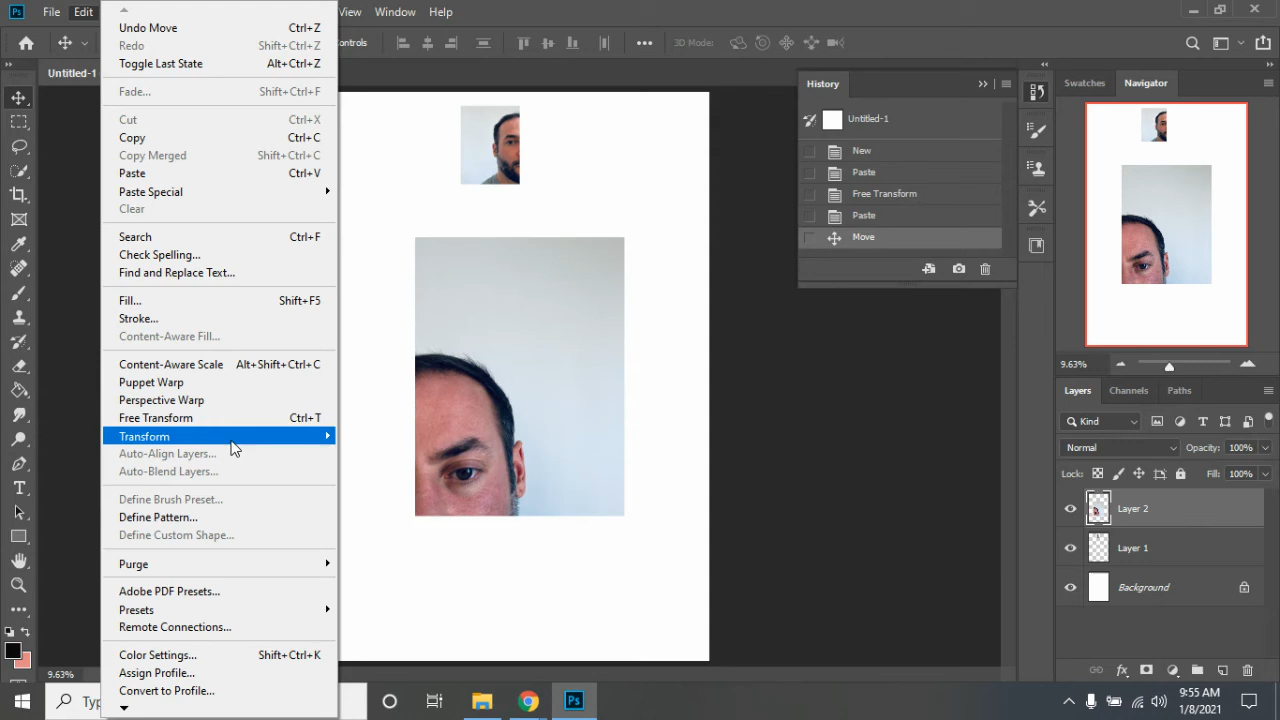 Ps File Edit View Window Help
Controls 3D Mode:
Untitled-1
Undo Move Ctrl+Z
Redo Shift+Ctrl+Z
Toggle Last State Alt+Ctrl+Z
Fade... Shift+Ctrl+F
Cut Ctrl+X
Copy Ctrl+C
Copy Merged Shift+Ctrl+C
Paste Ctrl+V
Paste Special
Clear
Search Ctrl+F
Check Spelling...
Find and Replace Text...
Fill... Shift+F5
Stroke...
Content-Aware Fill...
Content-Aware Scale Alt+Shift+Ctrl+C
Puppet Warp
Perspective Warp
Free Transform Ctrl+T
Transform
Auto-Align Layers...
Auto-Blend Layers...
Define Brush Preset...
Define Pattern...
Define Custom Shape...
Purge
Adobe PDF Presets...
Presets
Remote Connections...
Color Settings... Shift+Ctrl+K
Assign Profile...
Convert to Profile...
History
Untitled-1
New
Paste
Free Transform
Paste
Move
Swatches Navigator
9.63%
Layers Channels Paths
Kind
Normal Opacity: 100%
Lock: Fill: 100%
Layer 2
Layer 1
Background
9.63%
Typ
Ps
9:55 AM
1/8/2021